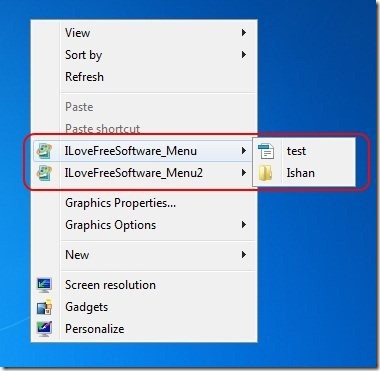 View
Sort by
Refresh
Paste
Paste shortcut
ILoveFreeSoftware_Menu
test
ILoveFreeSoftware_Menu2
Ishan
Graphics Properties...
Graphics Options
New
Screen resolution
Gadgets
Personalize